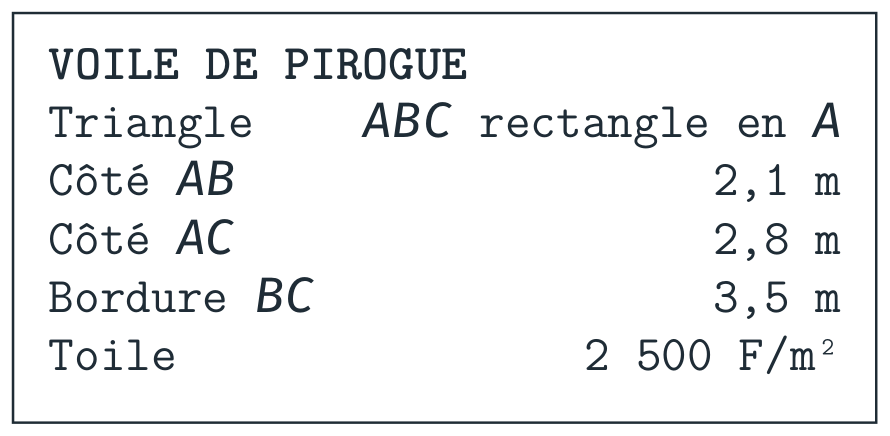 VOILE DE PIROGUE
Triangle ABC rectangle en A
Côté AB 2,1 m
Côté AC 2,8 m
Bordure BC 3,5 m
Toile 2 500 F/m²